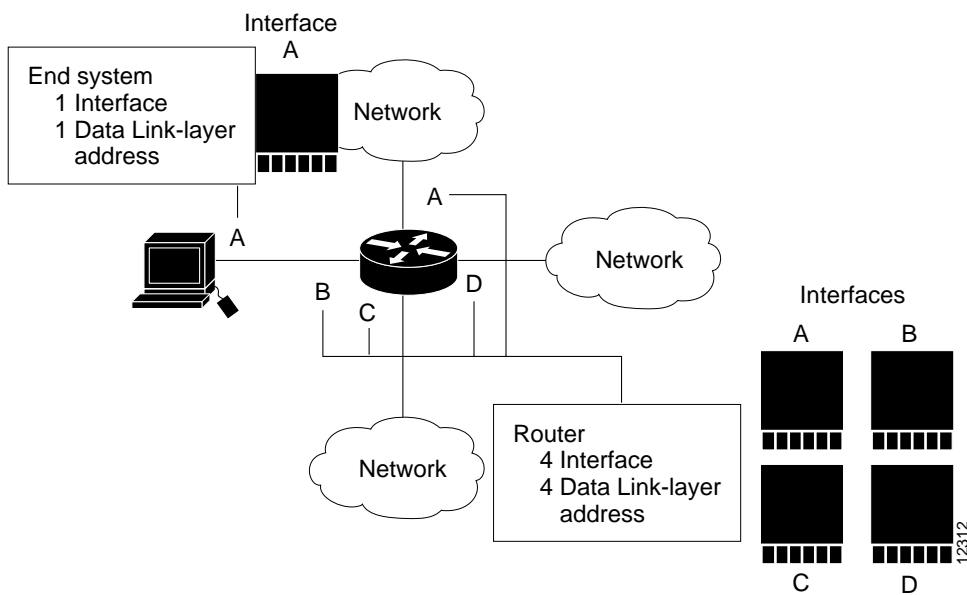 Interface
A
End system
1 Interface
1 Data Link-layer
address
Network
A
A
Network
B
C
D
Interfaces
A
B
Network
Router
4 Interface
4 Data Link-layer
address
C
D
12312